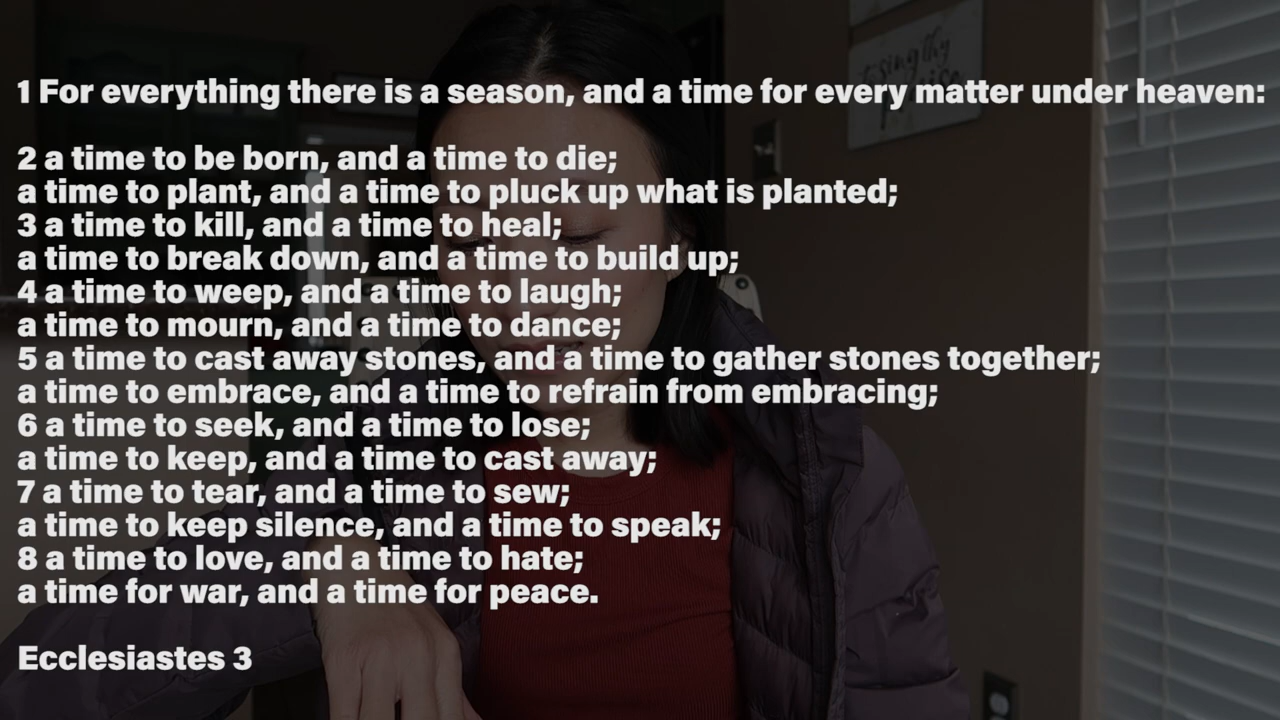 sing thy
1 For everything there is a season, and a time for every matter under heaven:
2 a time to be born, and a time to die;
a time to plant, and a time to pluck up what is planted;
3 a time to kill, and a time to heal;
a time to break down, and a time to build up;
4 a time to weep, and a time to laugh;
a time to mourn, and a time to dance;
5 a time to cast away stones, and a time to gather stones together;
a time to embrace, and a time to refrain from embracing;
6 a time to seek, and a time to lose;
a time to keep, and a time to cast away;
7 a time to tear, and a time to sew;
a time to keep silence, and a time to speak;
8 a time to love, and a time to hate;
a time for war, and a time for peace.
Ecclesiastes 3